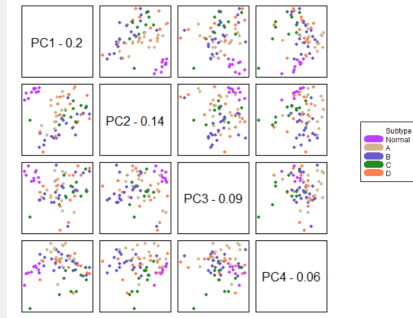 PC1 - 0.2
PC2 - 0.14
PC3 - 0.09
PC4 - 0.06
Subtype
Normal
A
B
C
D